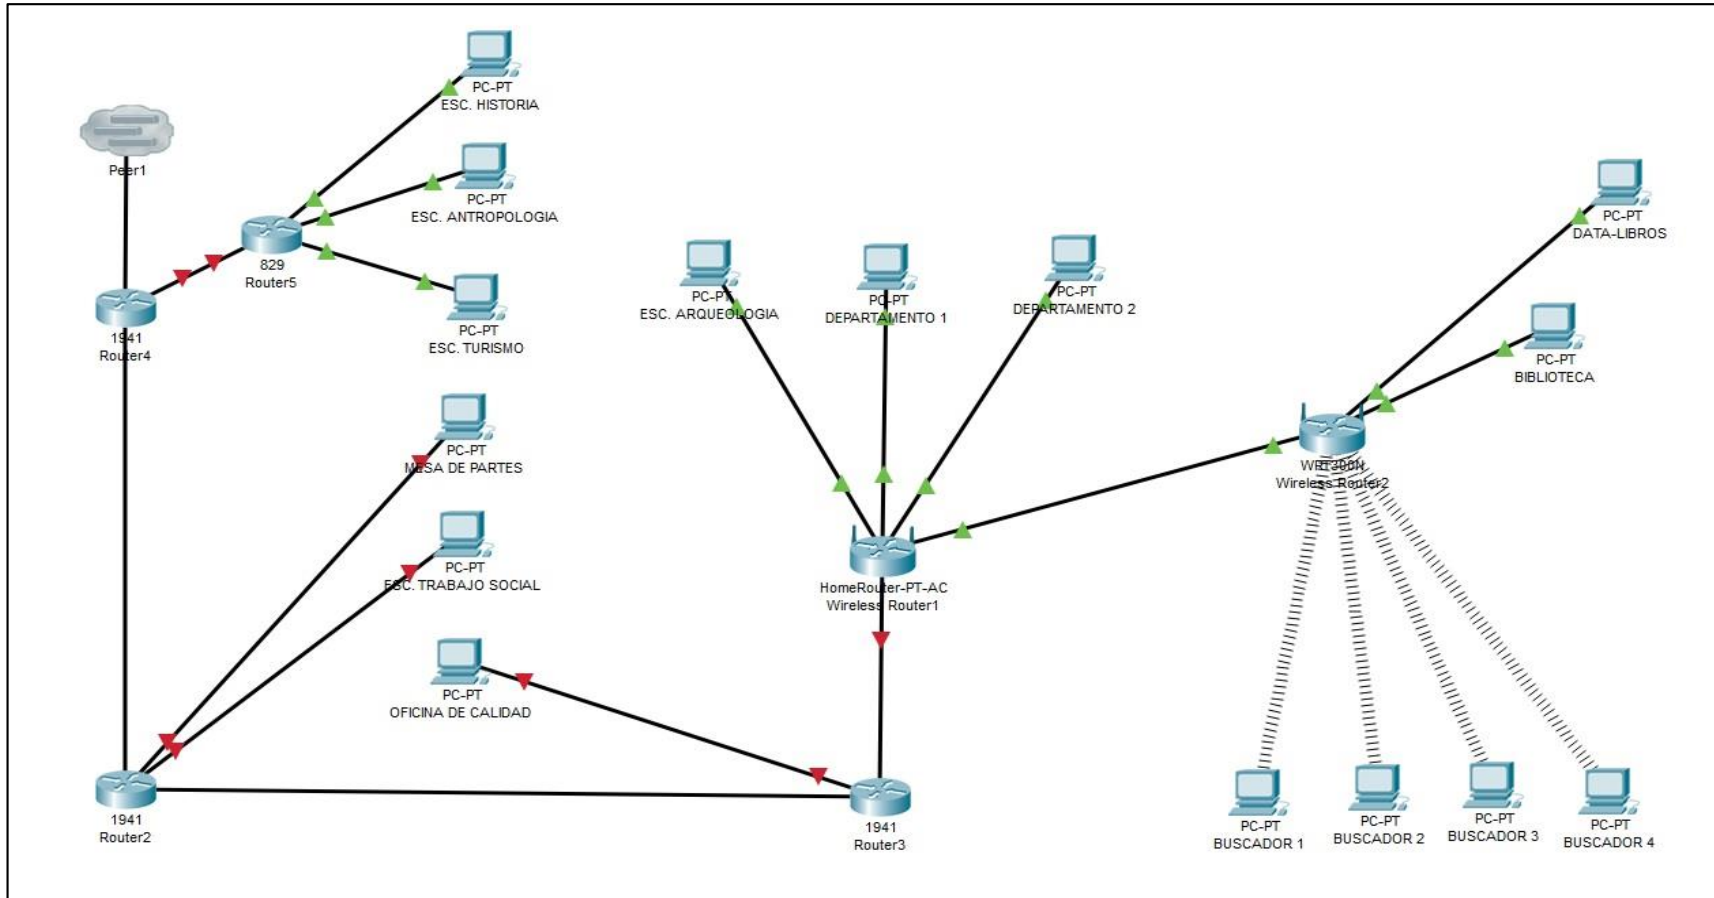 PC-PT
ESC. HISTORIA
Peer1
PC-PT
ESC. ANTROPOLOGIA
829
Router5
PC-PT
ESC. TURISMO
1941
Router4
PC-PT
MESA DE PARTES
PC-PT
ESC. TRABAJO SOCIAL
PC-PT
OFICINA DE CALIDAD
1941
Router2
1941
Router3
PC-PT
ESC. ARQUEOLOGIA
PC-PT
DEPARTAMENTO 1
PC-PT
DEPARTAMENTO 2
HomeRouter-PT-AC
Wireless Router1
PC-PT
DATA-LIBROS
PC-PT
BIBLIOTECA
WRT300N
Wireless Router2
PC-PT
BUSCADOR 1
PC-PT
BUSCADOR 2
PC-PT
BUSCADOR 3
PC-PT
BUSCADOR 4